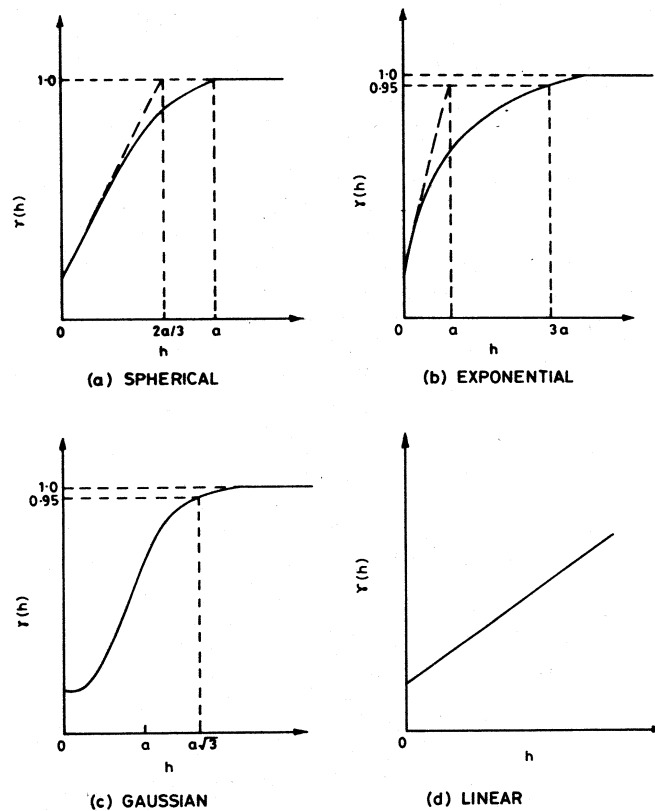 1.0
γ(h)
0
2a/3
a
h
(a) SPHERICAL
1.0
0.95
γ(h)
0
a
3a
h
(b) EXPONENTIAL
1.0
0.95
γ(h)
0
a
a√3
h
(c) GAUSSIAN
γ(h)
0
h
(d) LINEAR